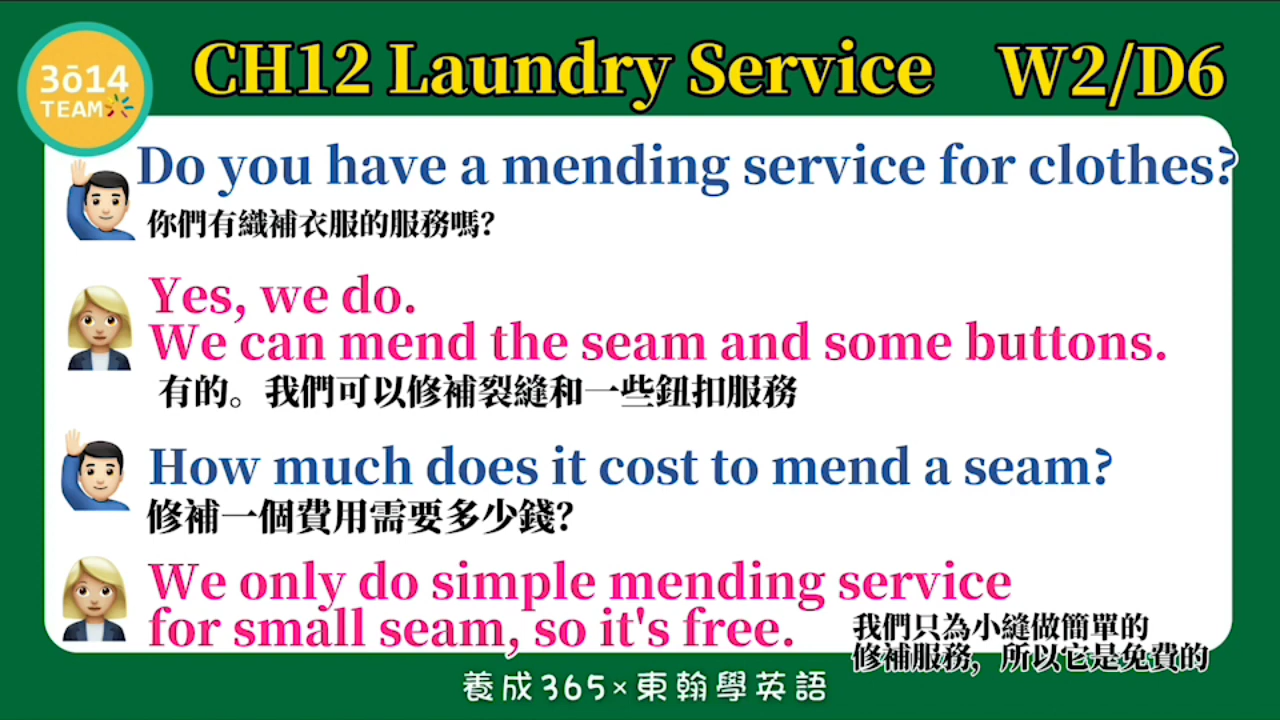 3ō14
TEAM
CH12 Laundry Service W2/D6
Do you have a mending service for clothes?
你們有織補衣服的服務嗎?
Yes, we do.
We can mend the seam and some buttons.
有的。我們可以修補裂縫和一些鈕扣服務
How much does it cost to mend a seam?
修補一個費用需要多少錢?
We only do simple mending service
for small seam, so it's free.
我們只為小縫做簡單的
修補服務，所以它是免費的
養成365×東翰學英語